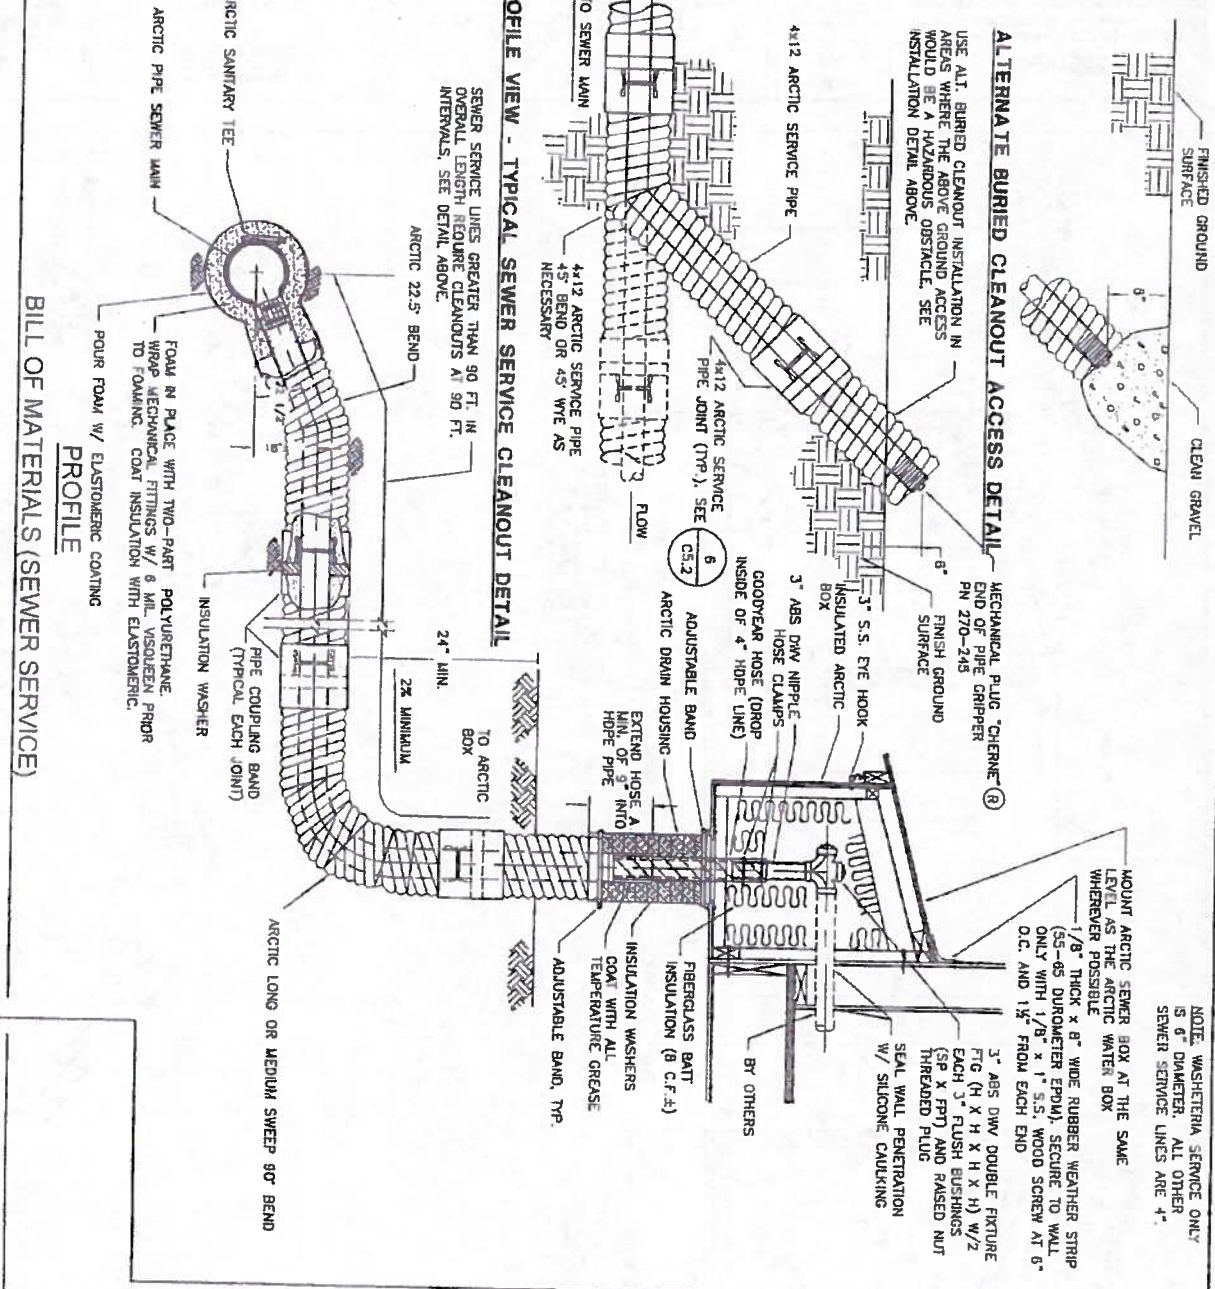 FINISHED GROUND
SURFACE
CLEAN GRAVEL
6"
ALTERNATE BURIED CLEANOUT ACCESS DETAIL
USE ALT. BURIED CLEANOUT INSTALLATION IN
AREAS WHERE THE ABOVE GROUND ACCESS
WOULD BE A HAZARDOUS OBSTACLE. SEE
INSTALLATION DETAIL ABOVE.
MECHANICAL PLUG "CHERNE" R
END OF PIPE GRIPPER
PN 270-245
6"
FINISH GROUND
SURFACE
4x12 ARCTIC SERVICE PIPE
4x12 ARCTIC SERVICE
PIPE JOINT (TYP.), SEE
6
C5.2
TO SEWER MAIN
FLOW
4x12 ARCTIC SERVICE PIPE
45° BEND OR 45° WYE AS
NECESSARY
OFILE VIEW - TYPICAL SEWER SERVICE CLEANOUT DETAIL
SEWER SERVICE LINES GREATER THAN 90 FT. IN
OVERALL LENGTH REQUIRE CLEANOUTS AT 90 FT.
INTERVALS, SEE DETAIL ABOVE.
NOTE: WASHETERIA SERVICE ONLY
IS 6" DIAMETER. ALL OTHER
SEWER SERVICE LINES ARE 4".
MOUNT ARCTIC SEWER BOX AT THE SAME
LEVEL AS THE ARCTIC WATER BOX
WHEREVER POSSIBLE
1/8" THICK x 8" WIDE RUBBER WEATHER STRIP
(55-65 DUROMETER EPDM). SECURE TO WALL
ONLY WITH 1/8" x 1" S.S. WOOD SCREW AT 6"
O.C. AND 1½" FROM EACH END
3" ABS DWV DOUBLE FIXTURE
FTG (H X H X H X H) W/2
EACH 3" FLUSH BUSHINGS
(SP X FPT) AND RAISED NUT
THREADED PLUG
SEAL WALL PENETRATION
W/ SILICONE CAULKING
BY OTHERS
3" S.S. EYE HOOK
INSULATED ARCTIC
BOX
3" ABS DWV NIPPLE
HOSE CLAMPS
GOODYEAR HOSE (DROP
INSIDE OF 4" HDPE LINE)
ADJUSTABLE BAND
ARCTIC DRAIN HOUSING
EXTEND HOSE A
MIN. OF 9" INTO
HDPE PIPE
FIBERGLASS BATT
INSULATION (8 C.F.±)
INSULATION WASHERS
COAT WITH ALL
TEMPERATURE GREASE
ADJUSTABLE BAND, TYP.
TO ARCTIC
BOX
24" MIN.
2% MINIMUM
ARCTIC 22.5° BEND
RCTIC SANITARY TEE
ARCTIC PIPE SEWER MAIN
2 1/2"
PIPE COUPLING BAND
(TYPICAL EACH JOINT)
INSULATION WASHER
ARCTIC LONG OR MEDIUM SWEEP 90° BEND
FOAM IN PLACE WITH TWO-PART POLYURETHANE.
WRAP MECHANICAL FITTINGS W/ 6 MIL VISQUEEN PRIOR
TO FOAMING. COAT INSULATION WITH ELASTOMERIC.
POUR FOAM W/ ELASTOMERIC COATING
PROFILE
BILL OF MATERIALS (SEWER SERVICE)